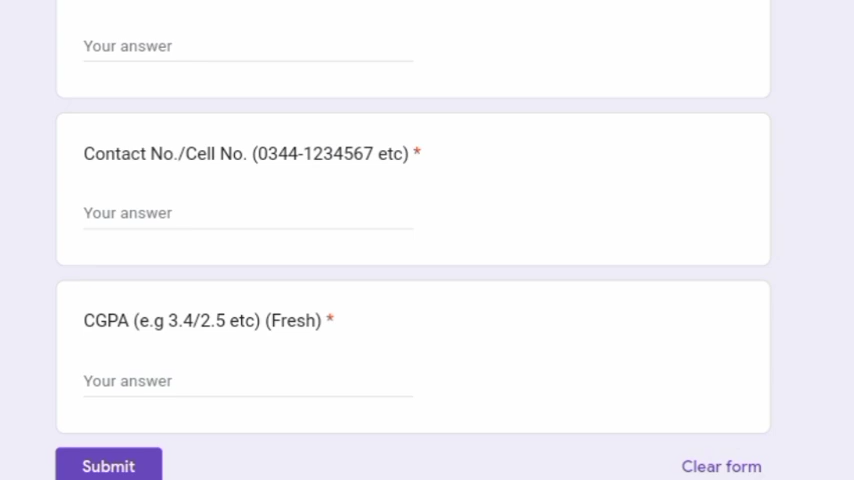 Your answer
Contact No./Cell No. (0344-1234567 etc) *
Your answer
CGPA (e.g 3.4/2.5 etc) (Fresh) *
Your answer
Submit
Clear form